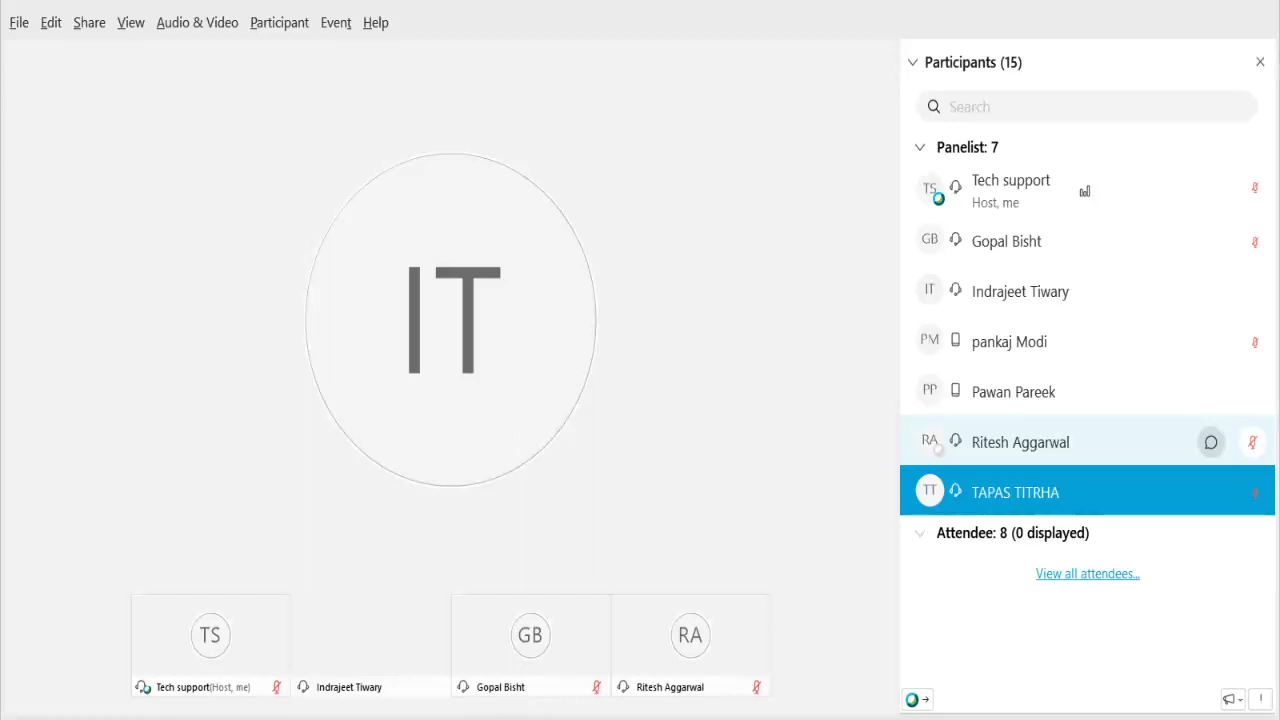 File Edit Share View Audio & Video Participant Event Help
Participants (15)
Search
Panelist: 7
TS Tech support
Host, me
GB Gopal Bisht
IT Indrajeet Tiwary
PM pankaj Modi
PP Pawan Pareek
RA Ritesh Aggarwal
TT TAPAS TITRHA
Attendee: 8 (0 displayed)
View all attendees...
IT
TS GB RA
Tech support(Host, me) Indrajeet Tiwary Gopal Bisht Ritesh Aggarwal